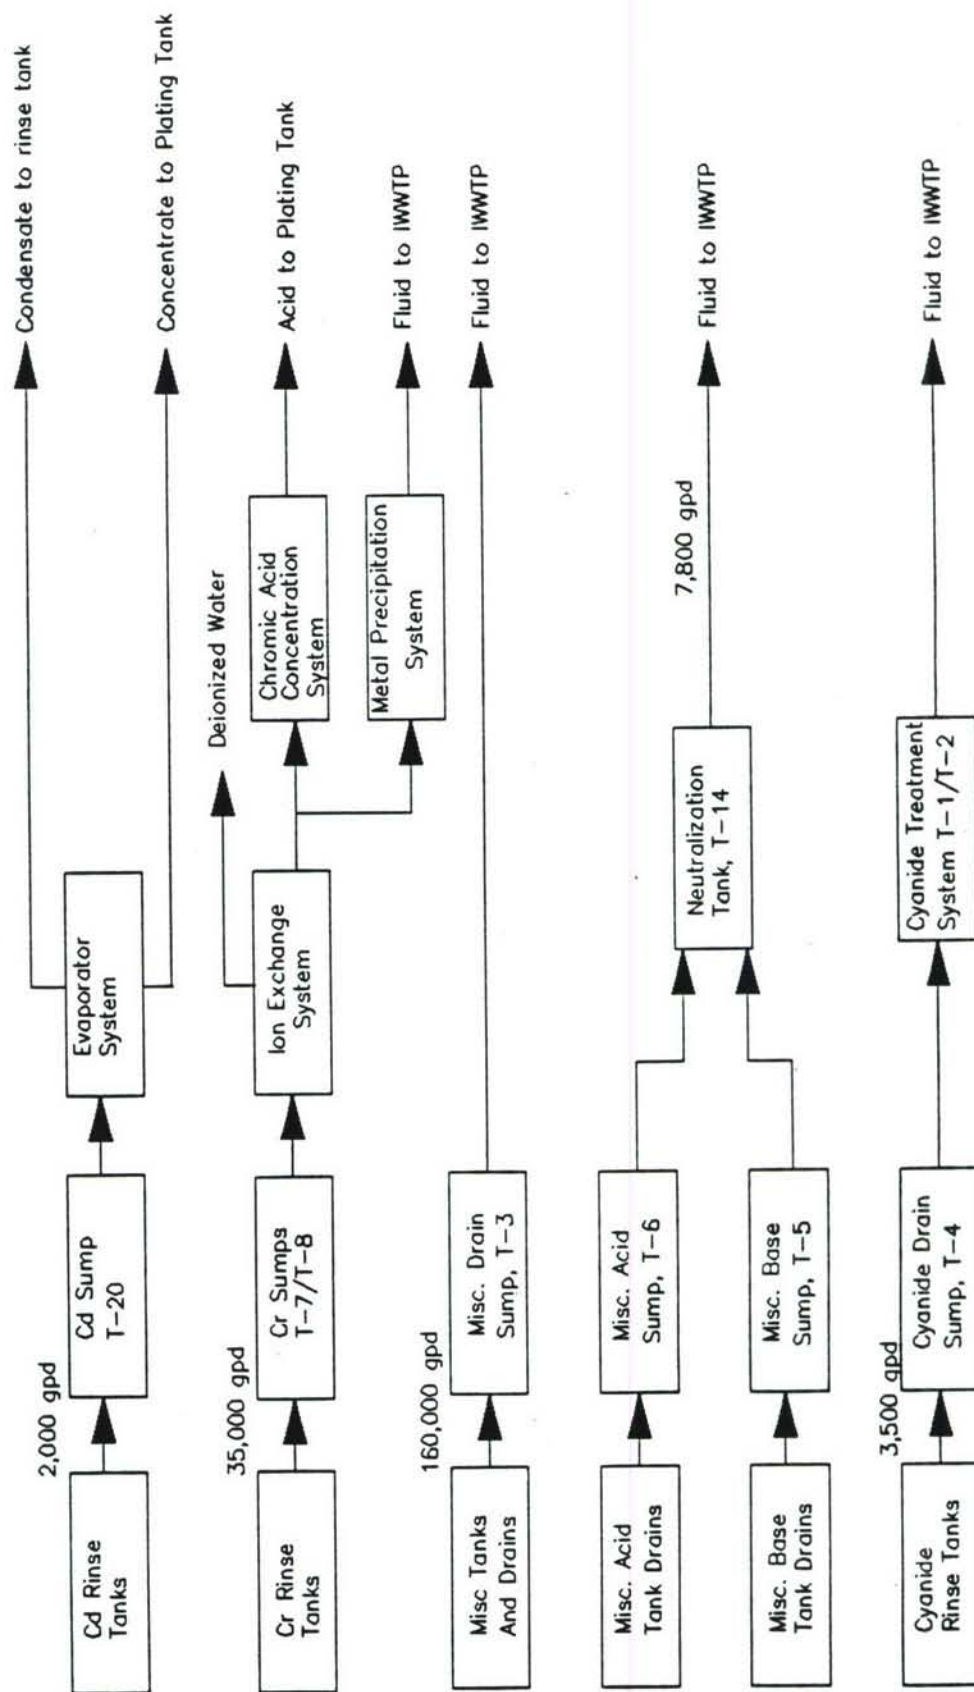 Cd Rinse
Tanks
2,000 gpd
Cd Sump
T-20
Evaporator
System
Condensate to rinse tank
Concentrate to Plating Tank
Cr Rinse
Tanks
35,000 gpd
Cr Sumps
T-7/T-8
Ion Exchange
System
Deionized Water
Chromic Acid
Concentration
System
Acid to Plating Tank
Metal Precipitation
System
Fluid to IWWTP
Misc Tanks
And Drains
160,000 gpd
Misc. Drain
Sump, T-3
Fluid to IWWTP
Misc. Acid
Tank Drains
Misc. Acid
Sump, T-6
Misc. Base
Tank Drains
Misc. Base
Sump, T-5
Neutralization
Tank, T-14
7,800 gpd
Fluid to IWWTP
Cyanide
Rinse Tanks
3,500 gpd
Cyanide Drain
Sump, T-4
Cyanide Treatment
System T-1/T-2
Fluid to IWWTP